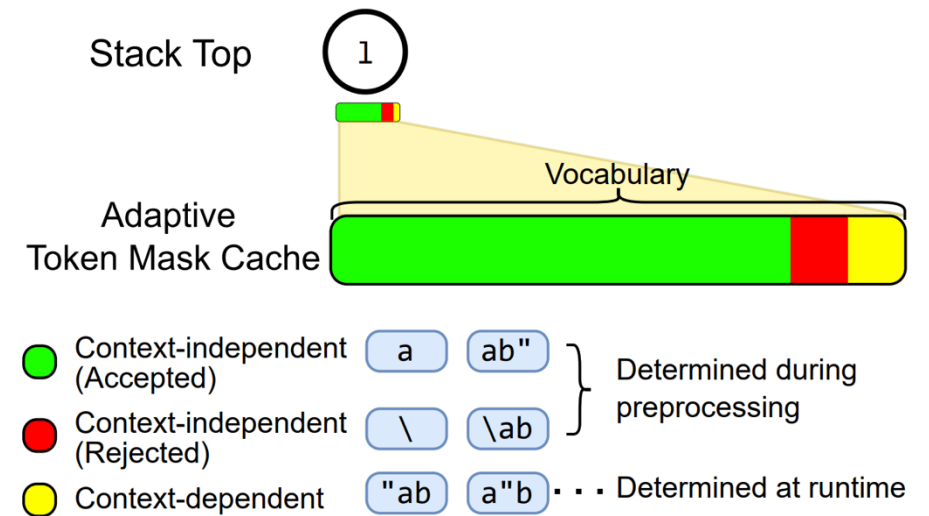 Stack Top
1
Vocabulary
Adaptive
Token Mask Cache
Context-independent
(Accepted)
a
ab"
Determined during
preprocessing
Context-independent
(Rejected)
\
\ab
Context-dependent
"ab
a"b
... Determined at runtime